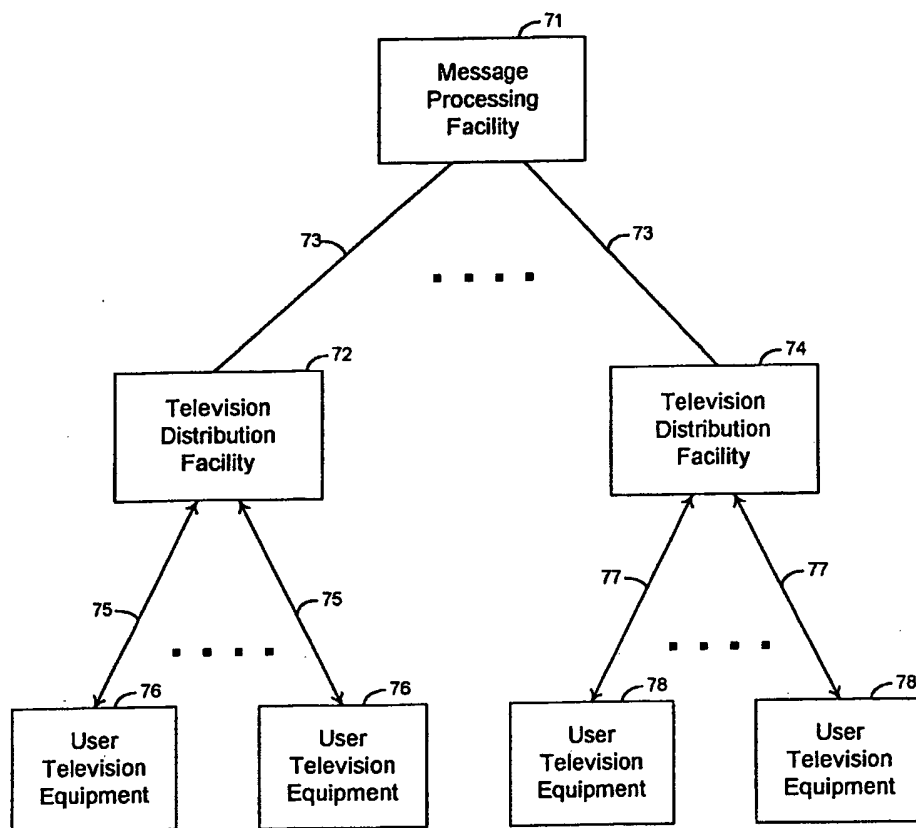 71
Message
Processing
Facility
73
73
72
74
Television
Distribution
Facility
Television
Distribution
Facility
75
75
77
77
76
76
78
78
User
Television
Equipment
User
Television
Equipment
User
Television
Equipment
User
Television
Equipment